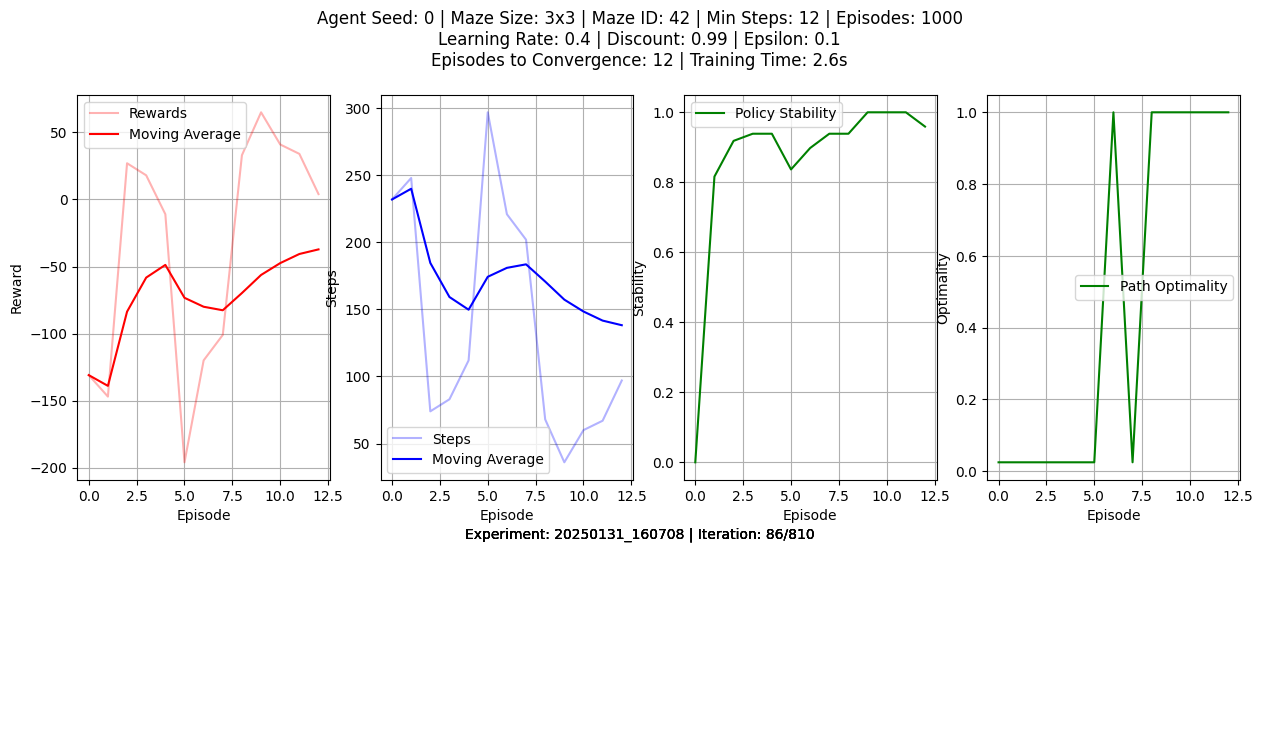 Agent Seed: 0 | Maze Size: 3x3 | Maze ID: 42 | Min Steps: 12 | Episodes: 1000
Learning Rate: 0.4 | Discount: 0.99 | Epsilon: 0.1
Episodes to Convergence: 12 | Training Time: 2.6s
Rewards
Moving Average
50
0
−50
−100
−150
−200
Reward
0.0 2.5 5.0 7.5 10.0 12.5
Episode
300
250
200
150
100
50
Steps
Steps
Moving Average
0.0 2.5 5.0 7.5 10.0 12.5
Episode
Policy Stability
1.0
0.8
0.6
0.4
0.2
0.0
Stability
0.0 2.5 5.0 7.5 10.0 12.5
Episode
1.0
0.8
0.6
0.4
0.2
0.0
Optimality
Path Optimality
0.0 2.5 5.0 7.5 10.0 12.5
Episode
Experiment: 20250131_160708 | Iteration: 86/810